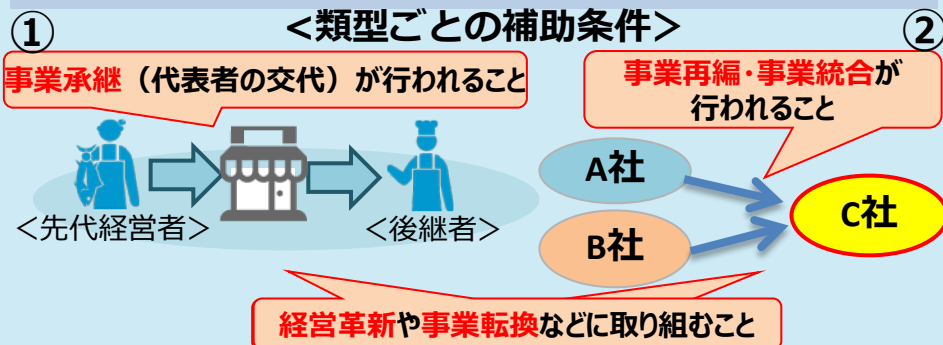 <類型ごとの補助条件>
①
事業承継（代表者の交代）が行われること
<先代経営者>
<後継者>
②
事業再編・事業統合が
行われること
A社
B社
C社
経営革新や事業転換などに取り組むこと